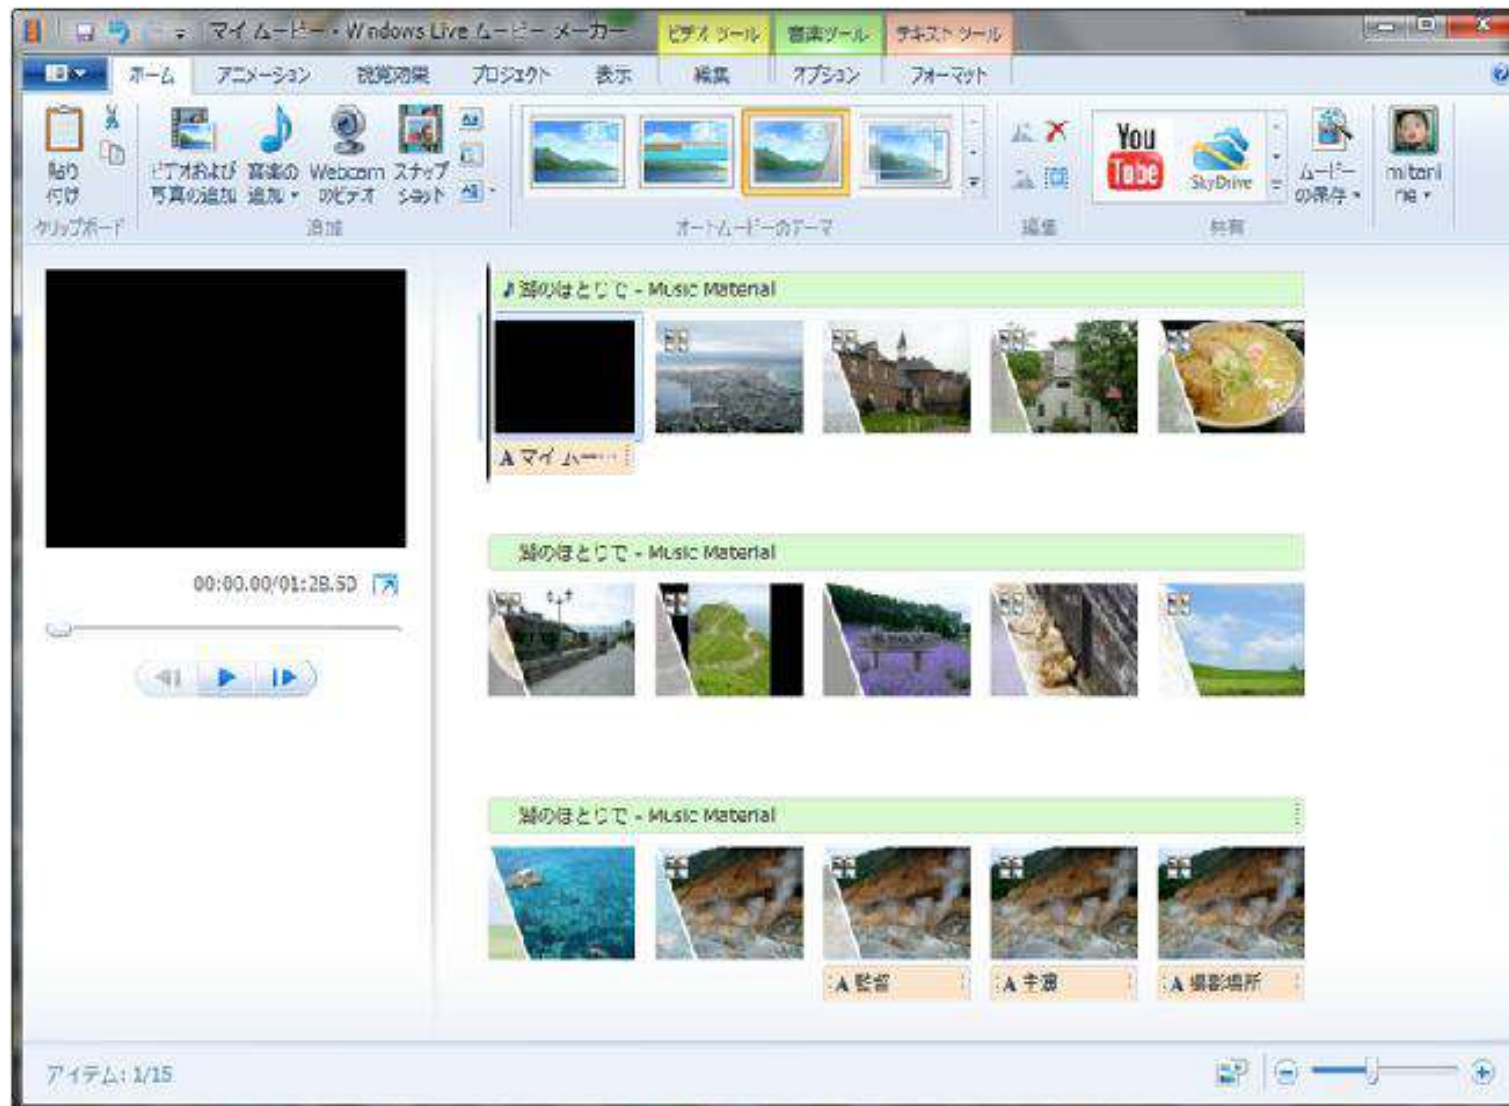 マイ ムービー - Windows Live ムービー メーカー
ビデオ ツール
音楽ツール
テキスト ツール
ホーム
アニメーション
視覚効果
プロジェクト
表示
編集
オプション
フォーマット
貼り
付け
ビデオおよび
写真の追加
音楽の
追加
Webcam
のビデオ
スナップ
ショット
You
Tube
SkyDrive
ムービー
の保存
mitani
ne
クリップボード
追加
オートムービーのテーマ
編集
共有
湖のほとりで - Music Material
A マイ ムー…
湖のほとりで - Music Material
00:00.00/01:28.50
湖のほとりで - Music Material
A 監督
A 主演
A 撮影場所
アイテム: 1/15